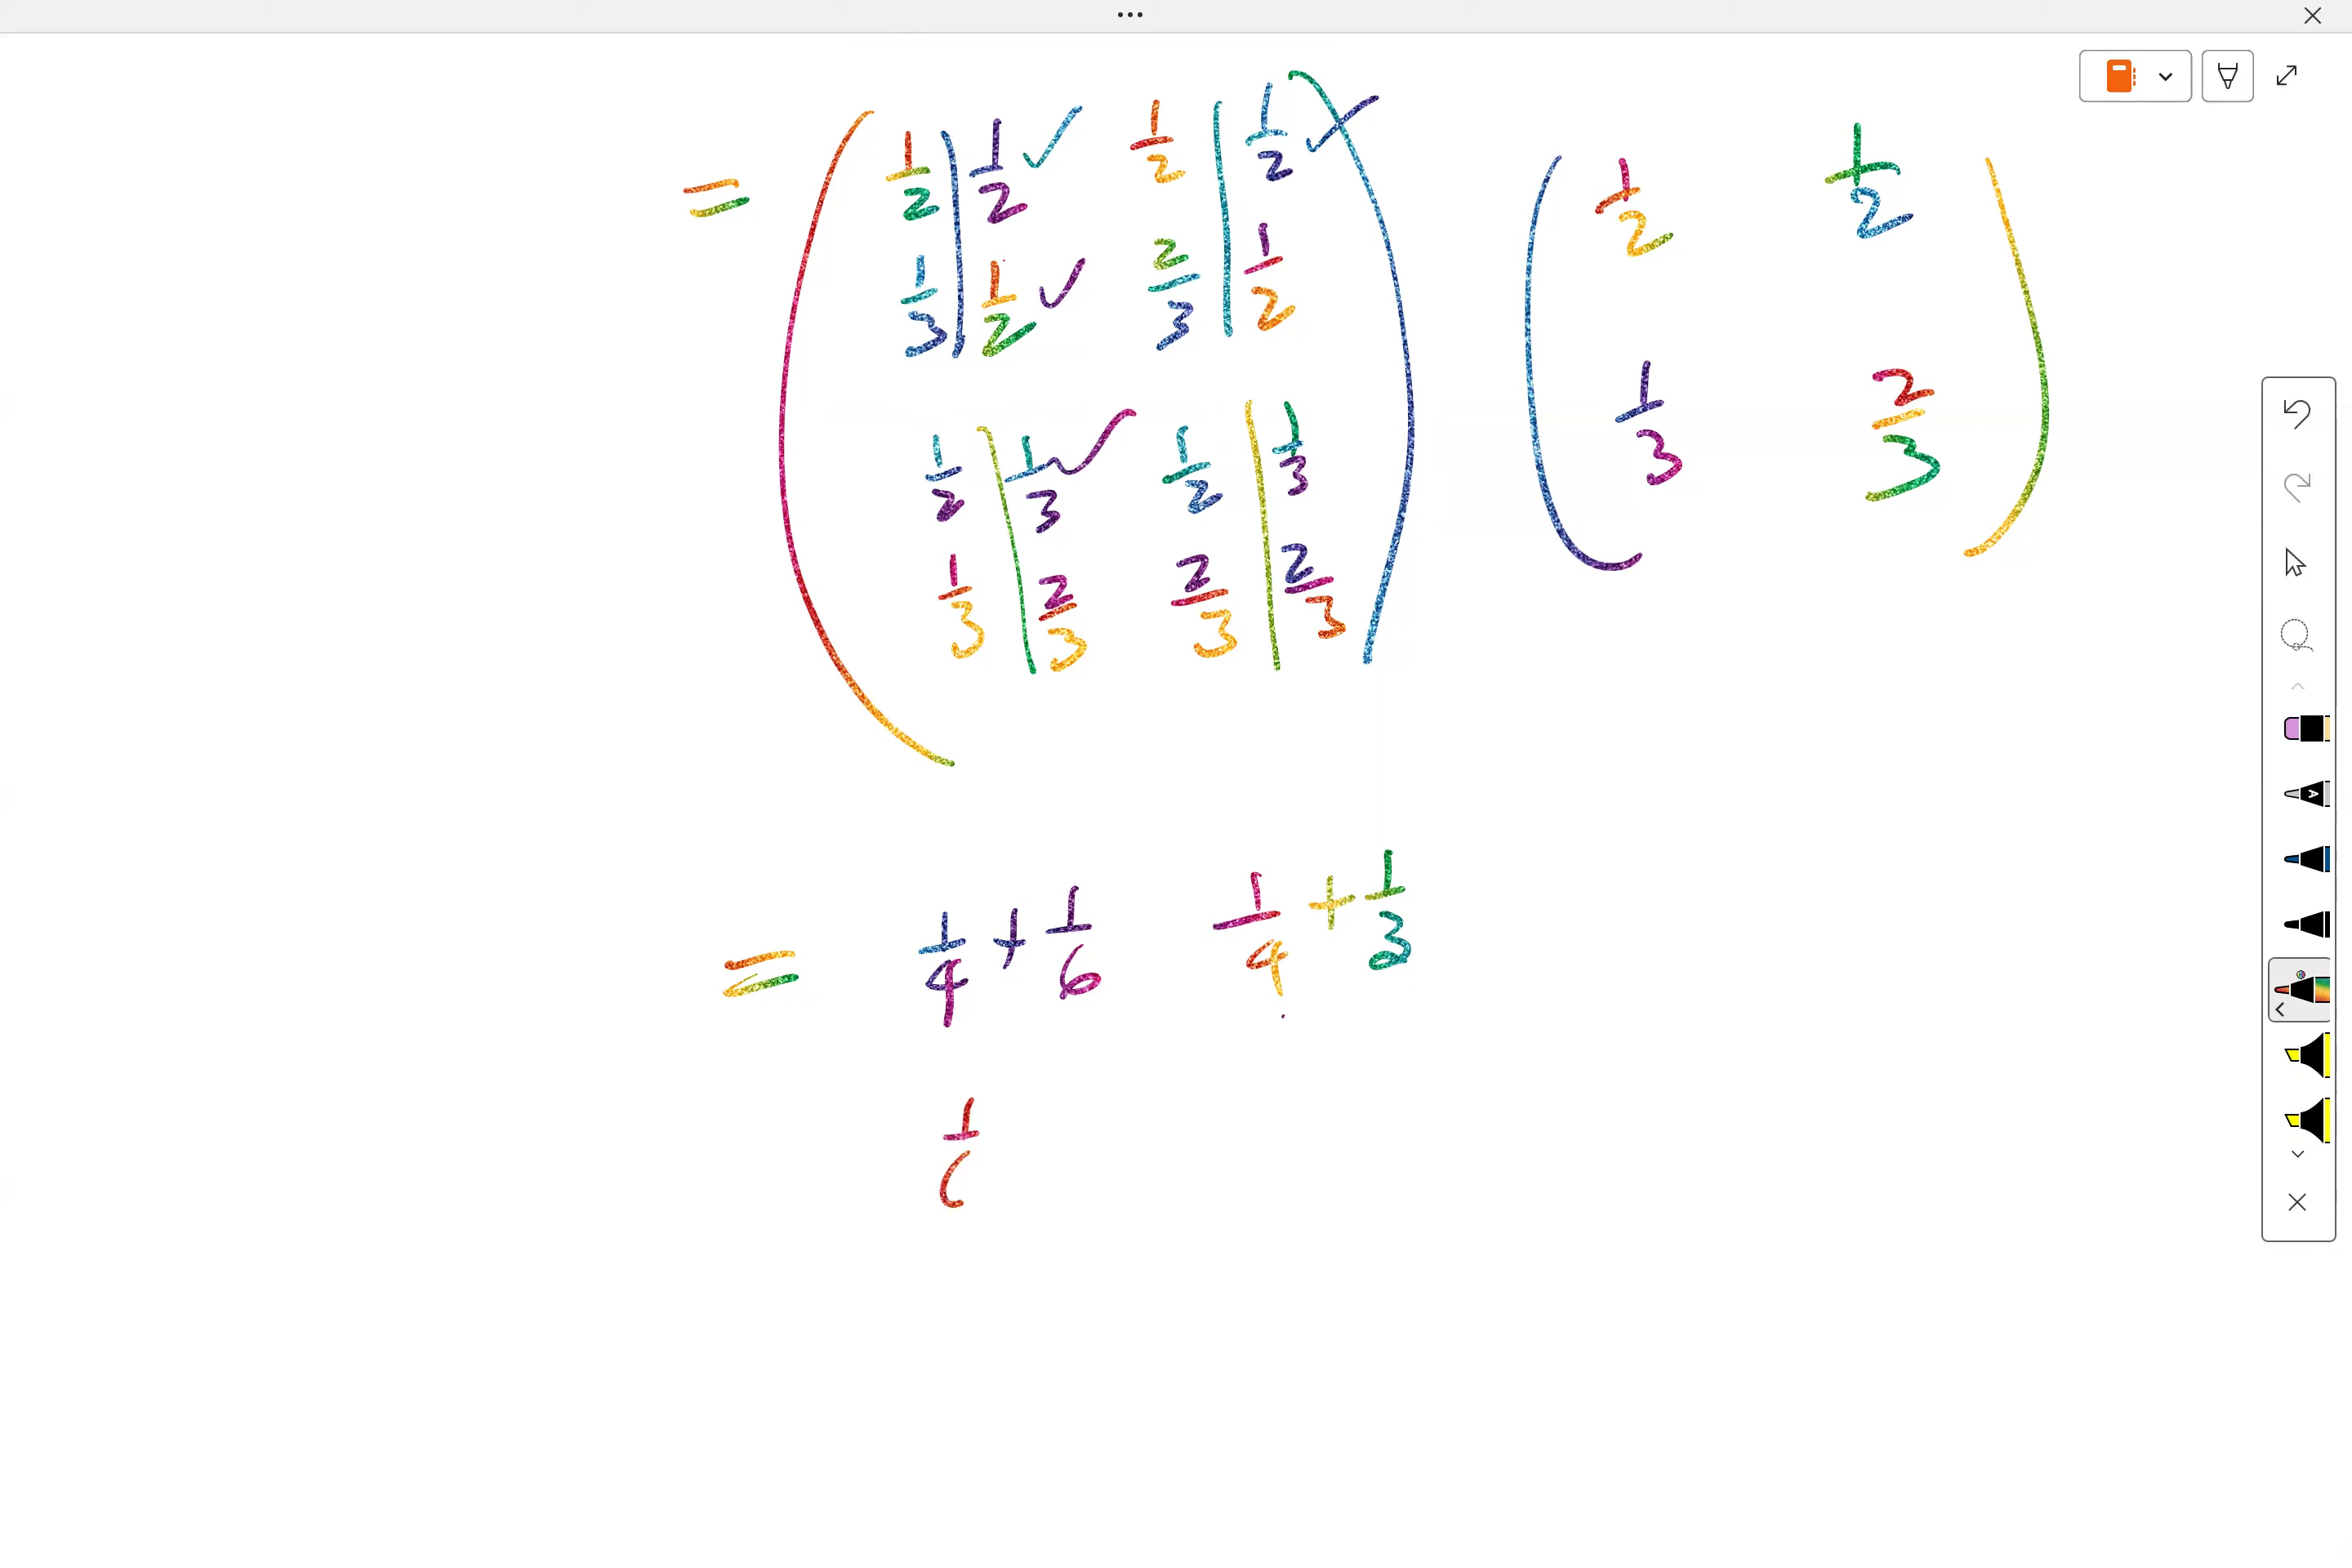 = ( 1/2 | 1/2 ✓ 1/2 | 1/2 ✓ ) ( 1/2 1/2
1/3 | 1/2 ✓ 2/3 | 1/2
1/2 | 1/3 ✓ 1/2 | 1/3 1/3 2/3 )
1/3 | 2/3 2/3 | 2/3
= 1/4 + 1/6 1/4 + 1/3
1/